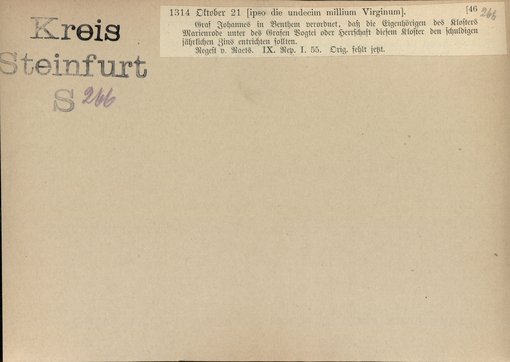 Kreis
Steinfurt
S 266
1314 Oktober 21 [ipso die undecim millium Virginum]. [46
266
Graf Johannes in Benthem verordnet, daß die Eigenhörigen des Klosters
Marienrode unter des Grafen Vogtei oder Herrschaft diesem Kloster den schuldigen
jährlichen Zins entrichten sollten.
Regest v. Raets. IX. Rep. I. 55. Orig. fehlt jetzt.